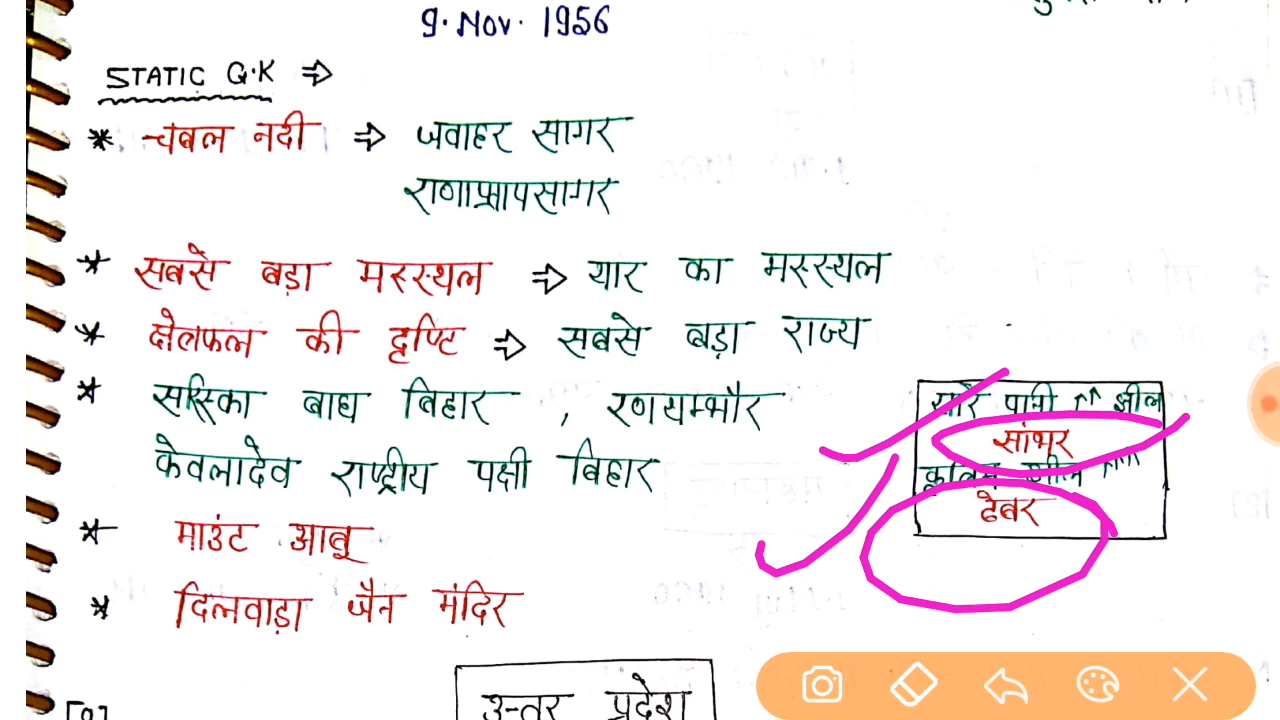 9. Nov. 1956
STATIC G.K ⇒
* चंबल नदी ⇒ जवाहर सागर
राणाप्रतापसागर
* सबसे बड़ा मरुस्थल ⇒ थार का मरुस्थल
* क्षेत्रफल की दृष्टि ⇒ सबसे बड़ा राज्य
* सरिस्का बाघ बिहार , रणथम्भौर
केवलादेव राष्ट्रीय पक्षी बिहार
* माउंट आबू
* दिलवाड़ा जैन मंदिर
खारे पानी ↑↑ झील
सांभर
कृत्रिम झील ↑↑↑
ढेबर
उत्तर प्रदेश